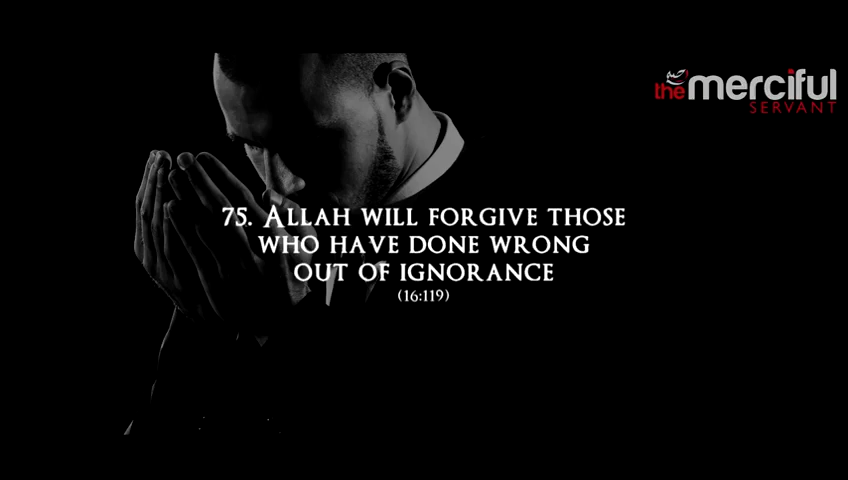 the merciful
SERVANT
75. ALLAH WILL FORGIVE THOSE
WHO HAVE DONE WRONG
OUT OF IGNORANCE
(16:119)